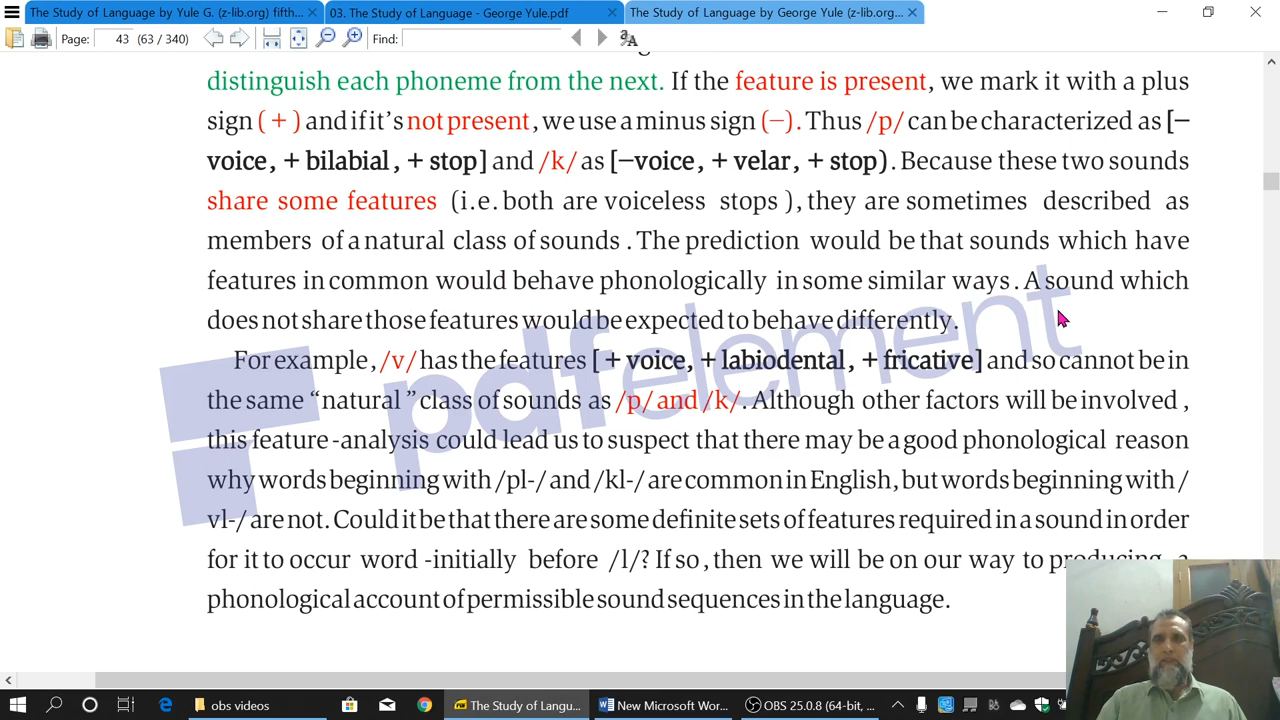 The Study of Language by Yule G. (z-lib.org) fifth...
03. The Study of Language - George Yule.pdf
The Study of Language by George Yule (z-lib.org...
Page: 43 (63 / 340) Find:
distinguish each phoneme from the next. If the feature is present, we mark it with a plus
sign ( + ) and if it's not present, we use a minus sign (−). Thus /p/ can be characterized as [−
voice, + bilabial, + stop] and /k/ as [−voice, + velar, + stop). Because these two sounds
share some features (i.e. both are voiceless stops ), they are sometimes described as
members of a natural class of sounds . The prediction would be that sounds which have
features in common would behave phonologically in some similar ways . A sound which
does not share those features would be expected to behave differently.
For example, /v/ has the features [ + voice, + labiodental, + fricative] and so cannot be in
the same “natural ” class of sounds as /p/ and /k/. Although other factors will be involved ,
this feature -analysis could lead us to suspect that there may be a good phonological reason
why words beginning with /pl-/ and /kl-/ are common in English, but words beginning with /
vl-/ are not. Could it be that there are some definite sets of features required in a sound in order
for it to occur word -initially before /l/? If so , then we will be on our way to producing a
phonological account of permissible sound sequences in the language.
pdfelement
obs videos
The Study of Langu...
New Microsoft Wor...
OBS 25.0.8 (64-bit, ...